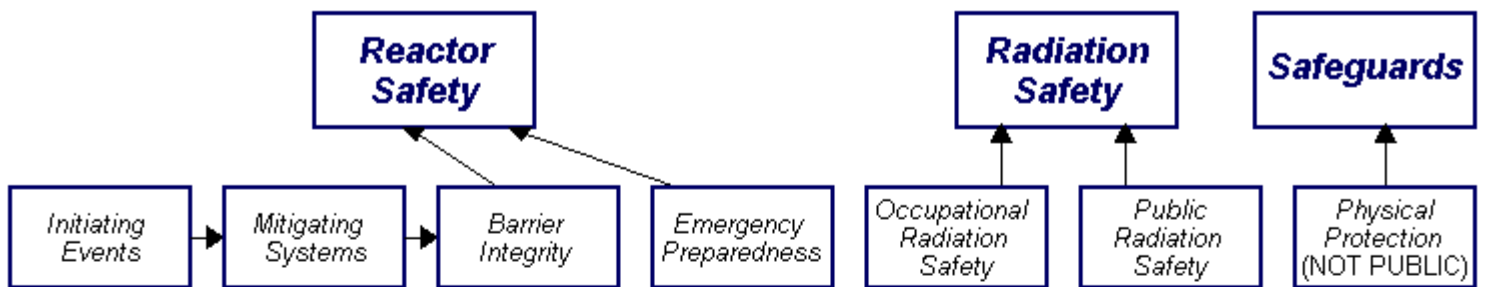 Reactor
Safety
Radiation
Safety
Safeguards
Initiating
Events
Mitigating
Systems
Barrier
Integrity
Emergency
Preparedness
Occupational
Radiation
Safety
Public
Radiation
Safety
Physical
Protection
(NOT PUBLIC)